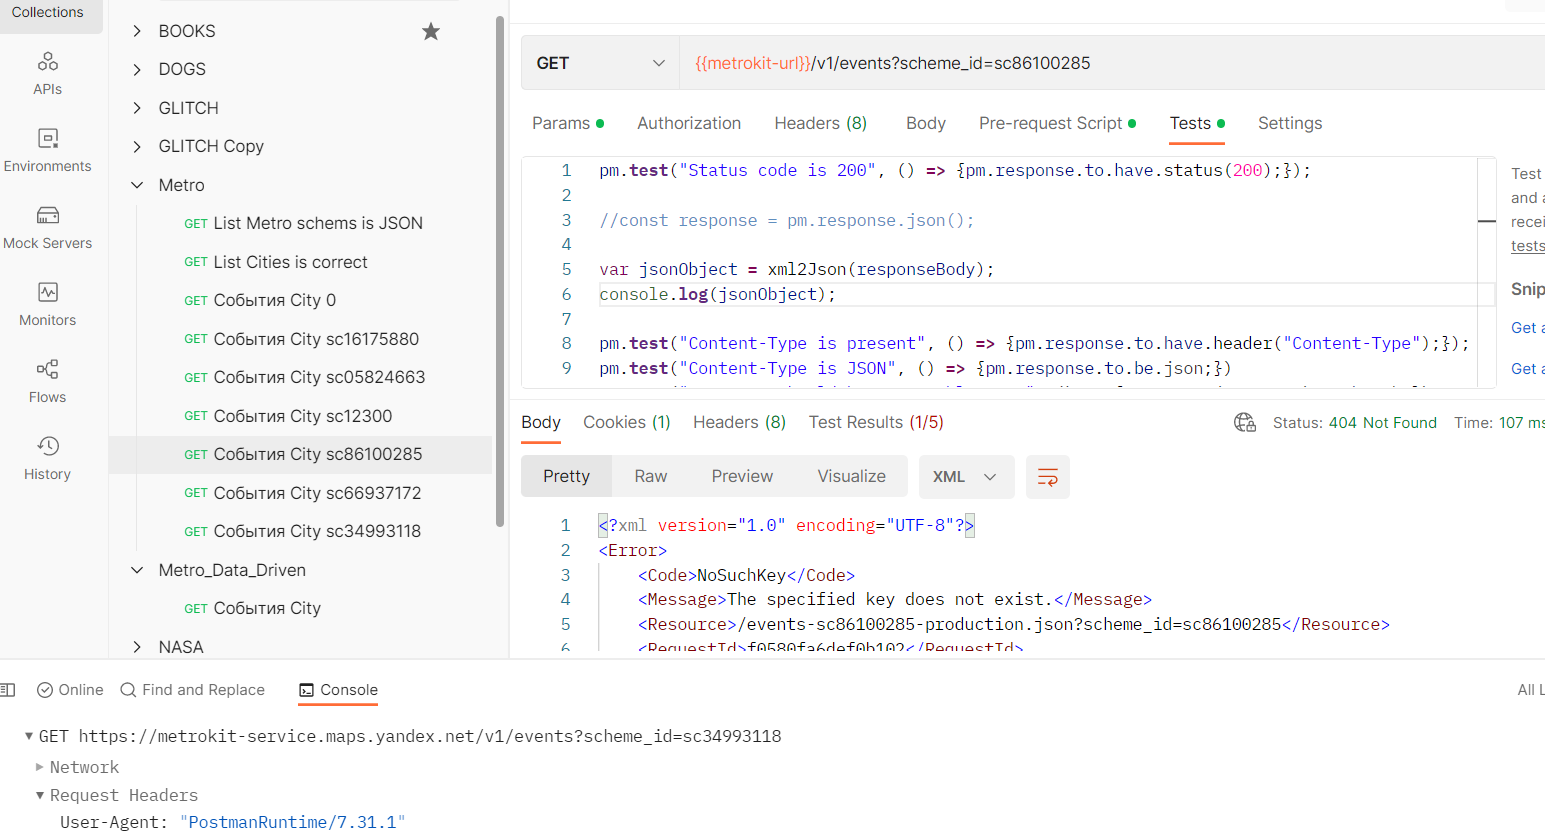 Collections
APIs
Environments
Mock Servers
Monitors
Flows
History
BOOKS
DOGS
GLITCH
GLITCH Copy
Metro
GET List Metro schems is JSON
GET List Cities is correct
GET События City 0
GET События City sc16175880
GET События City sc05824663
GET События City sc12300
GET События City sc86100285
GET События City sc66937172
GET События City sc34993118
Metro_Data_Driven
GET События City
NASA
GET {{metrokit-url}}/v1/events?scheme_id=sc86100285
Params Authorization Headers (8) Body Pre-request Script Tests Settings
1 pm.test("Status code is 200", () => {pm.response.to.have.status(200);});
2
3 //const response = pm.response.json();
4
5 var jsonObject = xml2Json(responseBody);
6 console.log(jsonObject);
7
8 pm.test("Content-Type is present", () => {pm.response.to.have.header("Content-Type");});
9 pm.test("Content-Type is JSON", () => {pm.response.to.be.json;})
Test
and a
recei
tests
Snip
Get a
Get a
Body Cookies (1) Headers (8) Test Results (1/5) Status: 404 Not Found Time: 107 ms
Pretty Raw Preview Visualize XML
1 <?xml version="1.0" encoding="UTF-8"?>
2 <Error>
3 <Code>NoSuchKey</Code>
4 <Message>The specified key does not exist.</Message>
5 <Resource>/events-sc86100285-production.json?scheme_id=sc86100285</Resource>
6 <RequestId>f0580fa6def0b102</RequestId>
Online Find and Replace Console All L
GET https://metrokit-service.maps.yandex.net/v1/events?scheme_id=sc34993118
Network
Request Headers
User-Agent: "PostmanRuntime/7.31.1"